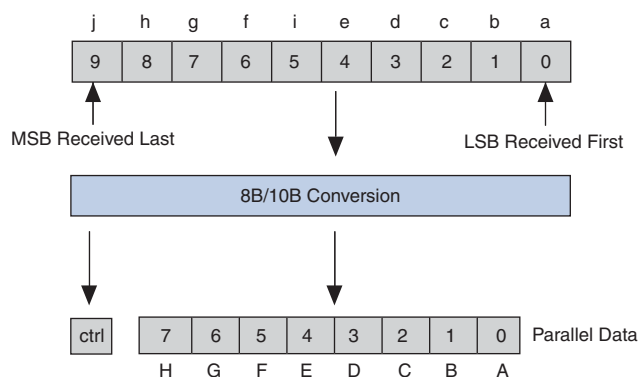 j h g f i e d c b a
9 8 7 6 5 4 3 2 1 0
MSB Received Last LSB Received First
8B/10B Conversion
ctrl 7 6 5 4 3 2 1 0 Parallel Data
H G F E D C B A